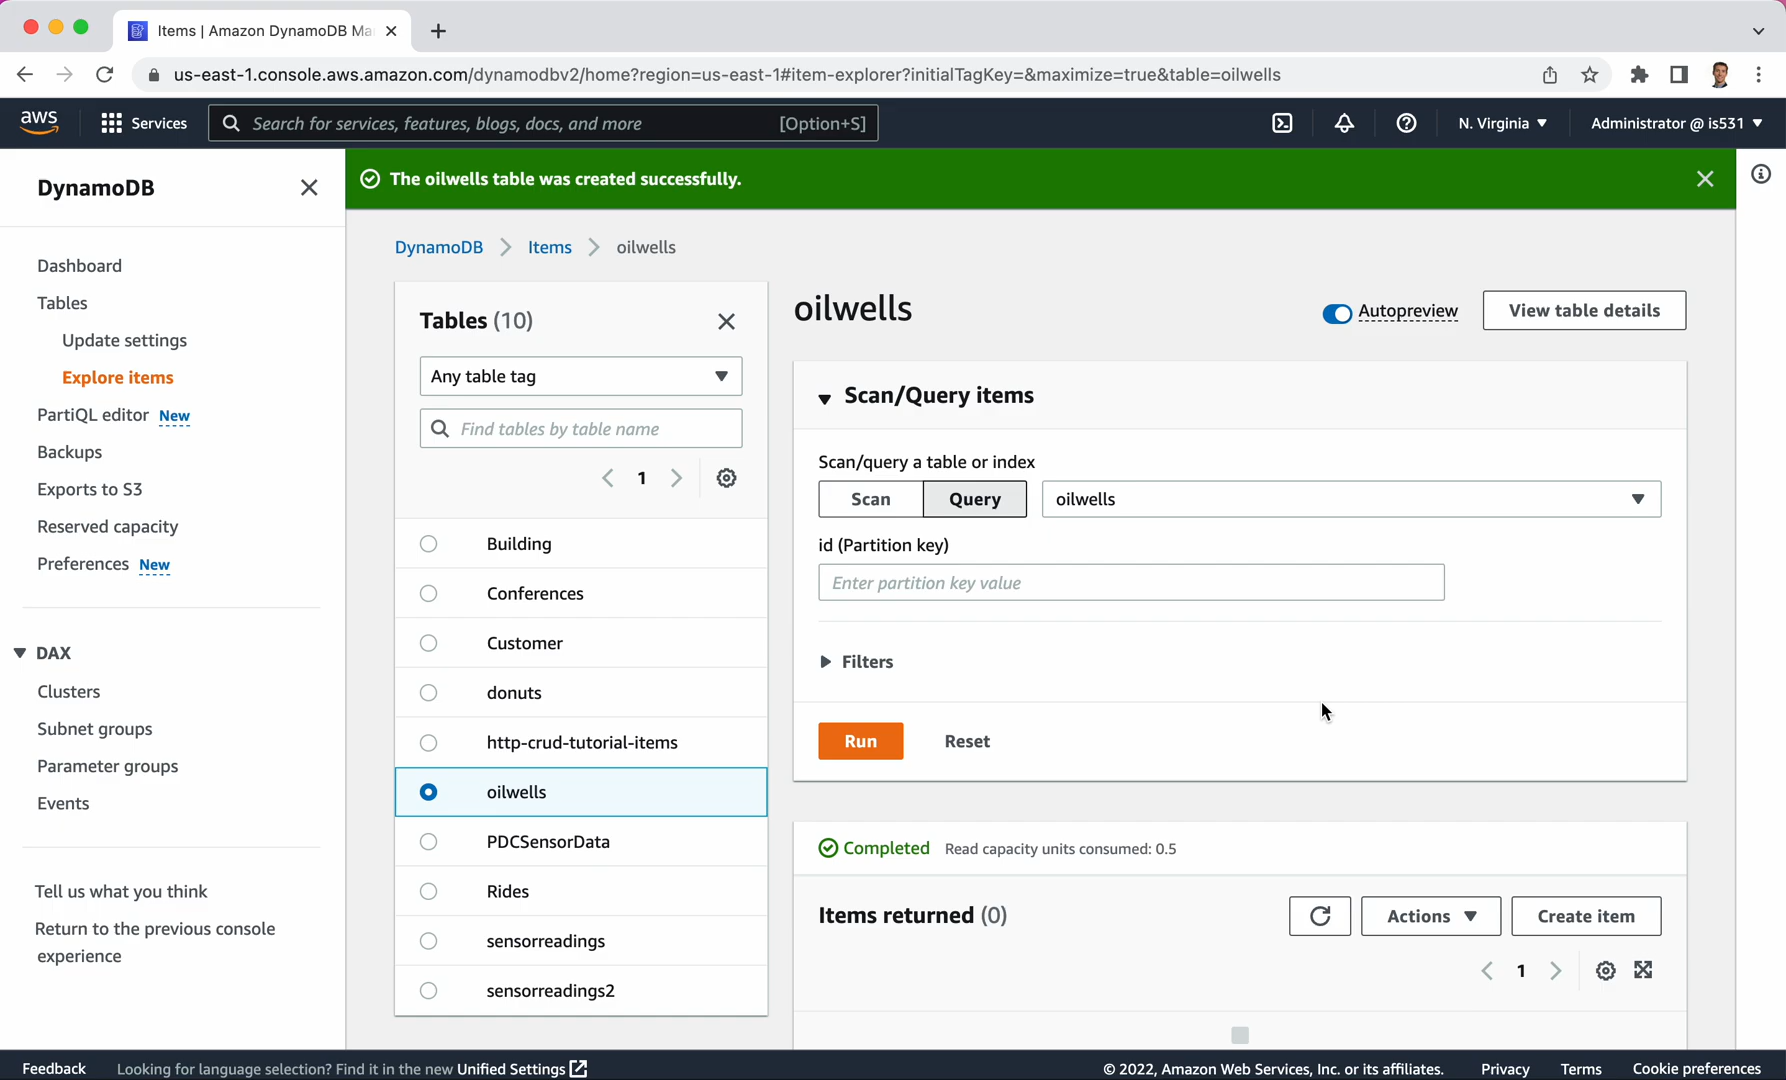 Items | Amazon DynamoDB Ma
us-east-1.console.aws.amazon.com/dynamodbv2/home?region=us-east-1#item-explorer?initialTagKey=&maximize=true&table=oilwells
aws
Services
Search for services, features, blogs, docs, and more
[Option+S]
N. Virginia
Administrator @ is531
DynamoDB
Dashboard
Tables
Update settings
Explore items
PartiQL editor New
Backups
Exports to S3
Reserved capacity
Preferences New
DAX
Clusters
Subnet groups
Parameter groups
Events
Tell us what you think
Return to the previous console
experience
The oilwells table was created successfully.
DynamoDB
Items
oilwells
Tables (10)
Any table tag
Find tables by table name
1
Building
Conferences
Customer
donuts
http-crud-tutorial-items
oilwells
PDCSensorData
Rides
sensorreadings
sensorreadings2
oilwells
Autopreview
View table details
Scan/Query items
Scan/query a table or index
Scan
Query
oilwells
id (Partition key)
Enter partition key value
Filters
Run
Reset
Completed
Read capacity units consumed: 0.5
Items returned (0)
Actions
Create item
1
Feedback
Looking for language selection? Find it in the new Unified Settings
© 2022, Amazon Web Services, Inc. or its affiliates.
Privacy
Terms
Cookie preferences